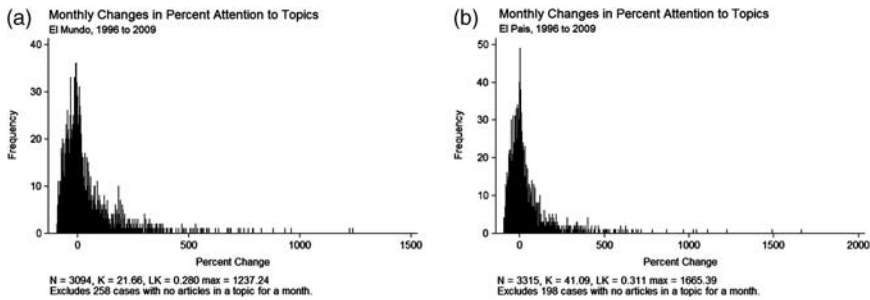 (a)
Monthly Changes in Percent Attention to Topics
El Mundo, 1996 to 2009
40
30
20
10
0
Frequency
0 500 1000 1500
Percent Change
N = 3094, K = 21.66, LK = 0.280 max = 1237.24
Excludes 258 cases with no articles in a topic for a month.
(b)
Monthly Changes in Percent Attention to Topics
El Pais, 1996 to 2009
50
40
30
20
10
0
Frequency
0 500 1000 1500 2000
Percent Change
N = 3315, K = 41.09, LK = 0.311 max = 1665.39
Excludes 198 cases with no articles in a topic for a month.